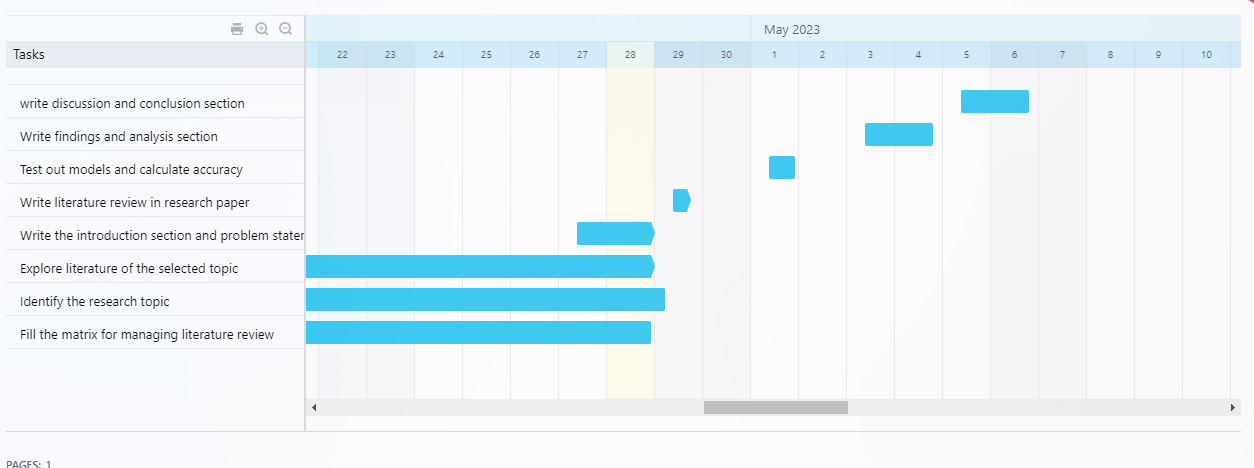 May 2023
Tasks
22 23 24 25 26 27 28 29 30 1 2 3 4 5 6 7 8 9 10
write discussion and conclusion section
Write findings and analysis section
Test out models and calculate accuracy
Write literature review in research paper
Write the introduction section and problem stater
Explore literature of the selected topic
Identify the research topic
Fill the matrix for managing literature review
PAGES: 1